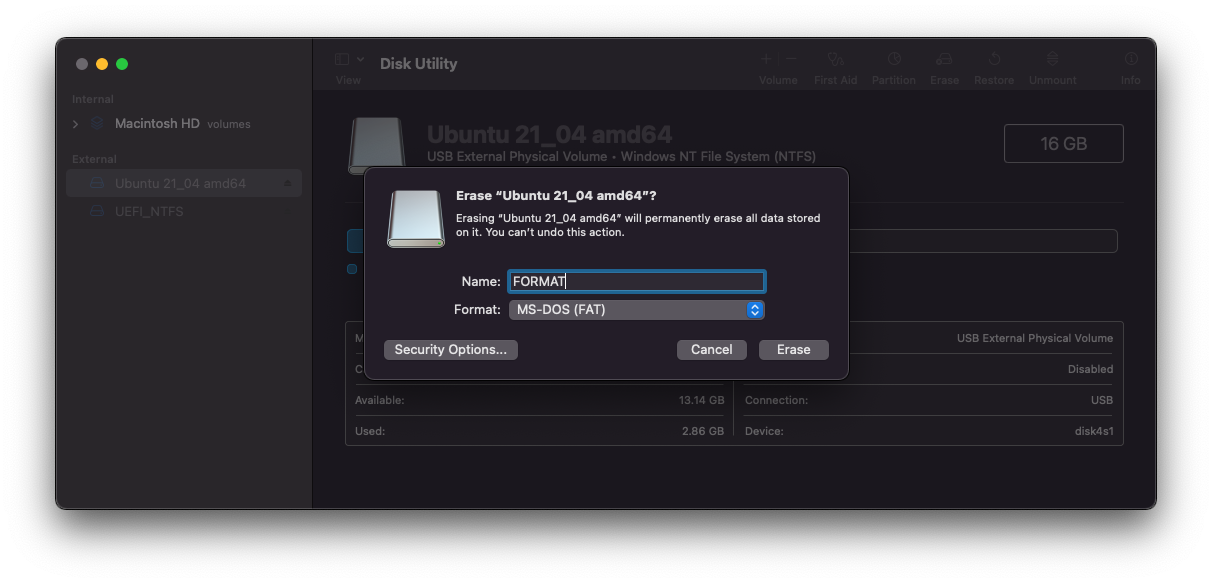 View
Disk Utility
Volume
First Aid
Partition
Erase
Restore
Unmount
Info
Internal
Macintosh HD volumes
External
Ubuntu 21_04 amd64
UEFI_NTFS
Ubuntu 21_04 amd64
USB External Physical Volume • Windows NT File System (NTFS)
16 GB
Erase “Ubuntu 21_04 amd64”?
Erasing “Ubuntu 21_04 amd64” will permanently erase all data stored
on it. You can’t undo this action.
Name: FORMAT
Format: MS-DOS (FAT)
Security Options...
Cancel
Erase
USB External Physical Volume
Disabled
Available: 13.14 GB
Connection: USB
Used: 2.86 GB
Device: disk4s1